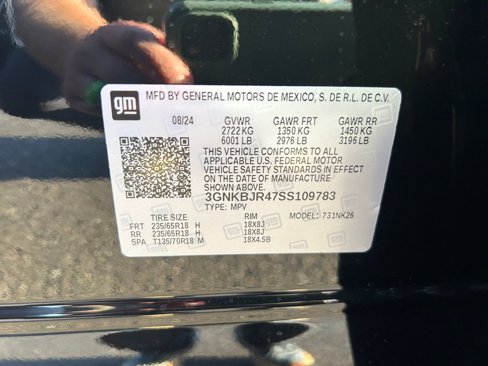 gm MFD BY GENERAL MOTORS DE MEXICO, S. DE R.L. DE C.V.
08/24 GVWR GAWR FRT GAWR RR
2722 KG 1350 KG 1450 KG
6001 LB 2976 LB 3196 LB
THIS VEHICLE CONFORMS TO ALL
APPLICABLE U.S. FEDERAL MOTOR
VEHICLE SAFETY STANDARDS IN EFFECT
ON THE DATE OF MANUFACTURE
SHOWN ABOVE.
3GNKBJR47SS109783
TYPE: MPV
TIRE SIZE RIM MODEL: 731NK26
FRT 235/65R18 H 18X8J
RR 235/65R18 H 18X8J
SPA T135/70R18 M 18X4.5B